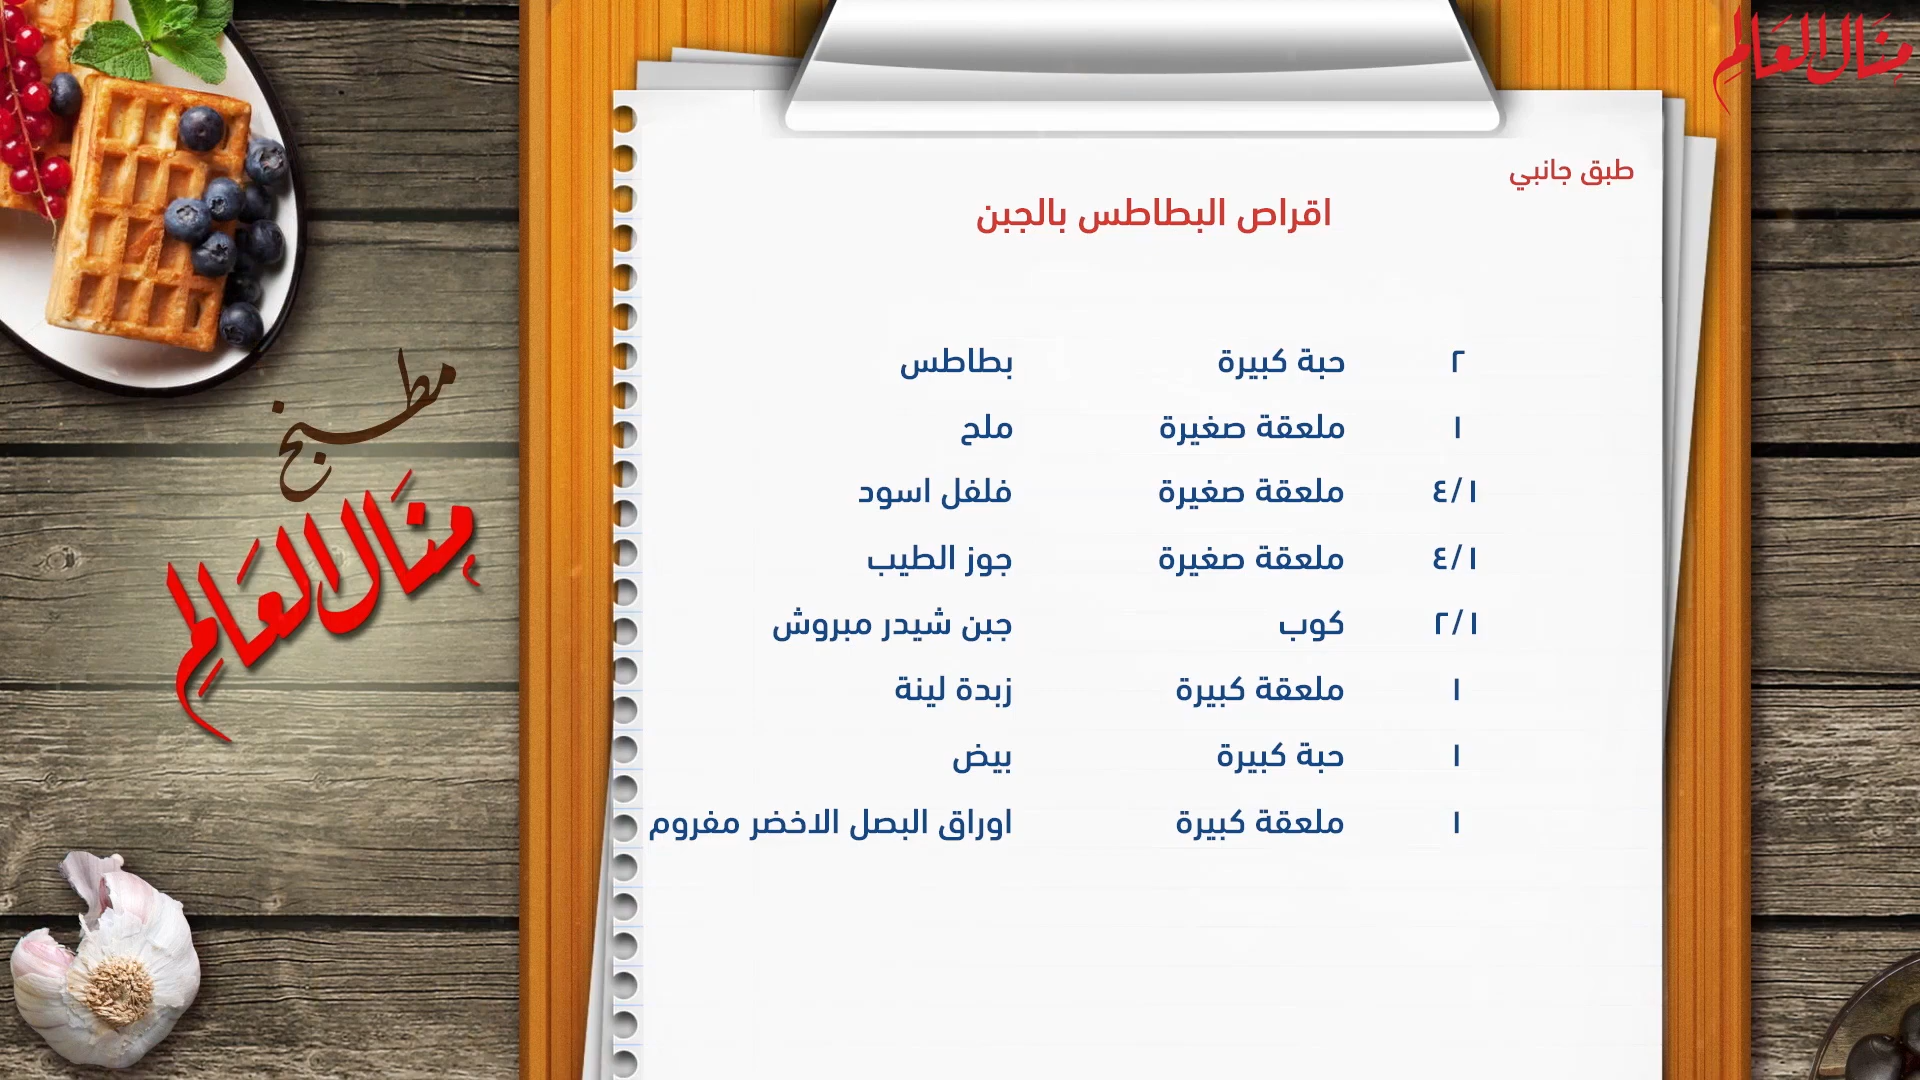 منال العالم
طبق جانبي
اقراص البطاطس بالجبن
٢ حبة كبيرة بطاطس
١ ملعقة صغيرة ملح
٤/١ ملعقة صغيرة فلفل اسود
٤/١ ملعقة صغيرة جوز الطيب
٢/١ كوب جبن شيدر مبروش
١ ملعقة كبيرة زبدة لينة
١ حبة كبيرة بيض
١ ملعقة كبيرة اوراق البصل الاخضر مفروم
مطبخ
منال العالم